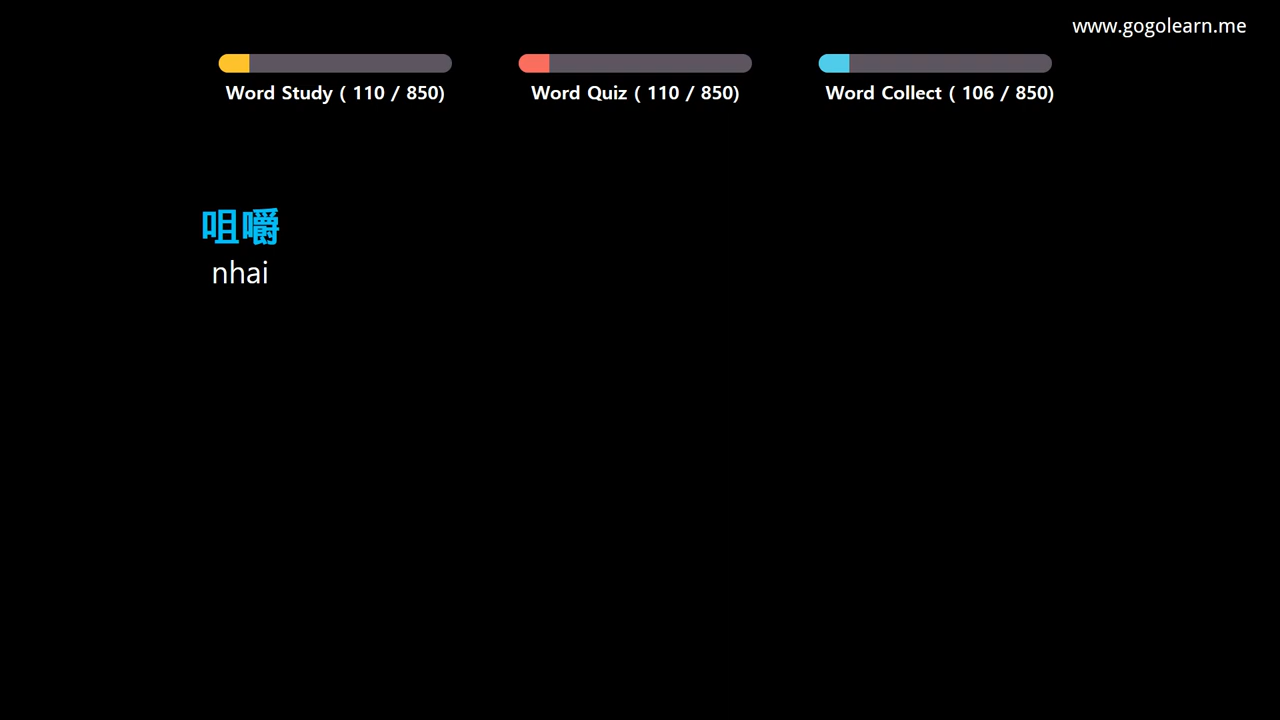 www.gogolearn.me
Word Study ( 110 / 850)
Word Quiz ( 110 / 850)
Word Collect ( 106 / 850)
咀嚼
nhai